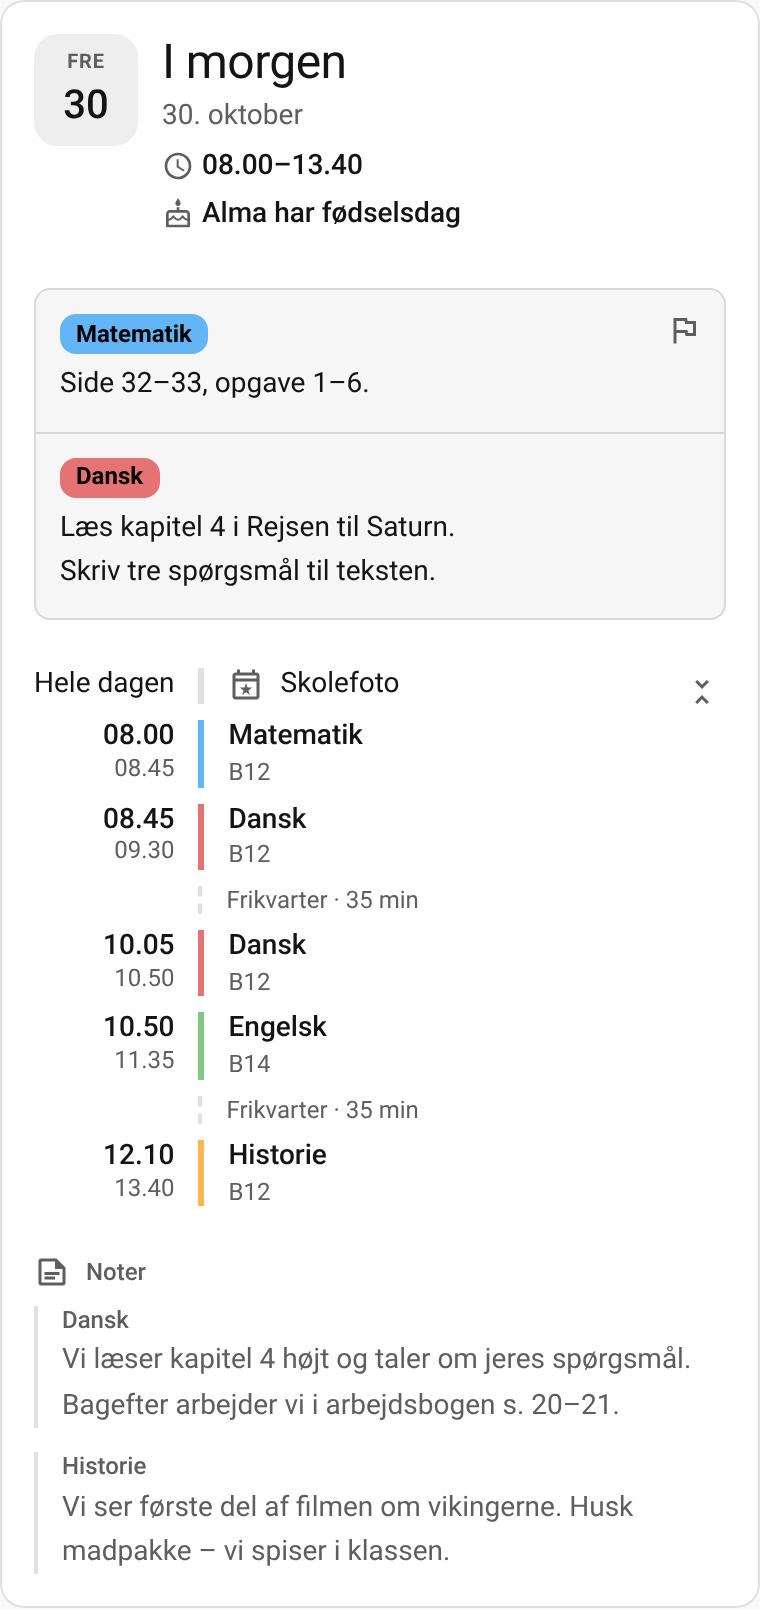 FRE
30
I morgen
30. oktober
08.00–13.40
Alma har fødselsdag
Matematik
Side 32–33, opgave 1–6.
Dansk
Læs kapitel 4 i Rejsen til Saturn.
Skriv tre spørgsmål til teksten.
Hele dagen Skolefoto
08.00 Matematik
08.45 B12
08.45 Dansk
09.30 B12
Frikvarter · 35 min
10.05 Dansk
10.50 B12
10.50 Engelsk
11.35 B14
Frikvarter · 35 min
12.10 Historie
13.40 B12
Noter
Dansk
Vi læser kapitel 4 højt og taler om jeres spørgsmål.
Bagefter arbejder vi i arbejdsbogen s. 20–21.
Historie
Vi ser første del af filmen om vikingerne. Husk
madpakke – vi spiser i klassen.